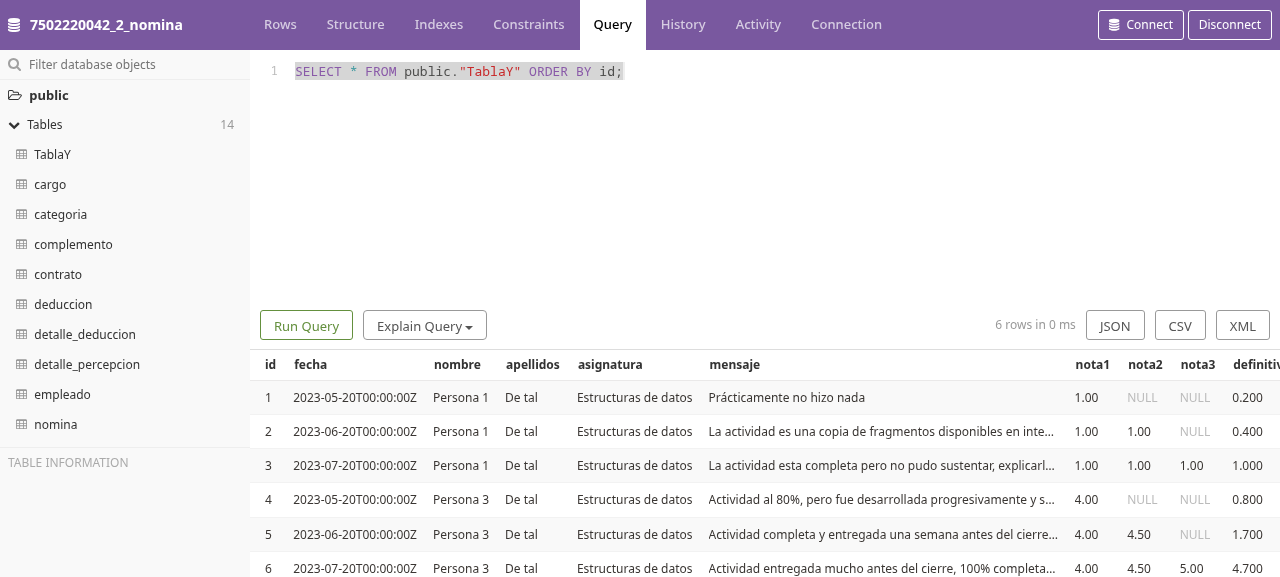 7502220042_2_nomina Rows Structure Indexes Constraints Query History Activity Connection Connect Disconnect
Filter database objects
public
Tables 14
TablaY
cargo
categoria
complemento
contrato
deduccion
detalle_deduccion
detalle_percepcion
empleado
nomina
TABLE INFORMATION
1 SELECT * FROM public."TablaY" ORDER BY id;
Run Query Explain Query 6 rows in 0 ms JSON CSV XML
id fecha nombre apellidos asignatura mensaje nota1 nota2 nota3 definitiv
1 2023-05-20T00:00:00Z Persona 1 De tal Estructuras de datos Prácticamente no hizo nada 1.00 NULL NULL 0.200
2 2023-06-20T00:00:00Z Persona 1 De tal Estructuras de datos La actividad es una copia de fragmentos disponibles en inte... 1.00 1.00 NULL 0.400
3 2023-07-20T00:00:00Z Persona 1 De tal Estructuras de datos La actividad esta completa pero no pudo sustentar, explicarl... 1.00 1.00 1.00 1.000
4 2023-05-20T00:00:00Z Persona 3 De tal Estructuras de datos Actividad al 80%, pero fue desarrollada progresivamente y s... 4.00 NULL NULL 0.800
5 2023-06-20T00:00:00Z Persona 3 De tal Estructuras de datos Actividad completa y entregada una semana antes del cierre... 4.00 4.50 NULL 1.700
6 2023-07-20T00:00:00Z Persona 3 De tal Estructuras de datos Actividad entregada mucho antes del cierre, 100% completa... 4.00 4.50 5.00 4.700